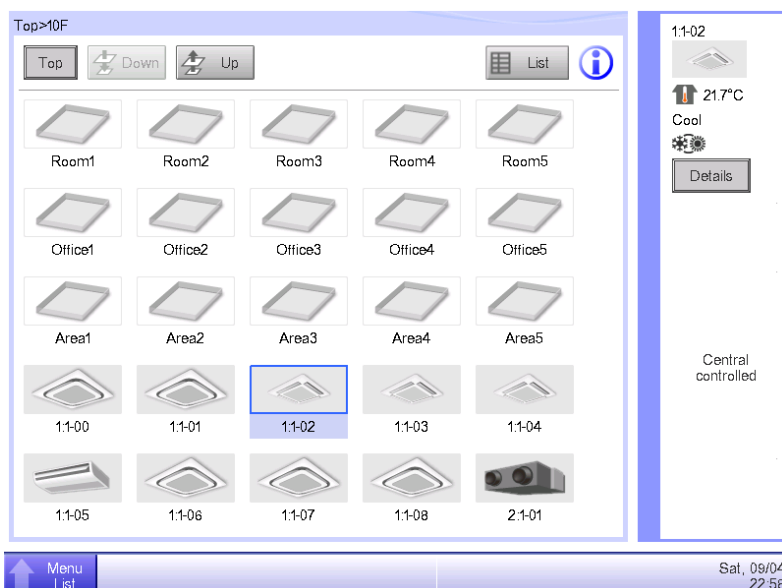 Top>10F
Top
Down
Up
List
Room1
Room2
Room3
Room4
Room5
Office1
Office2
Office3
Office4
Office5
Area1
Area2
Area3
Area4
Area5
1:1-00
1:1-01
1:1-02
1:1-03
1:1-04
1:1-05
1:1-06
1:1-07
1:1-08
2:1-01
1:1-02
21.7°C
Cool
Details
Central
controlled
Menu
List
Sat, 09/04